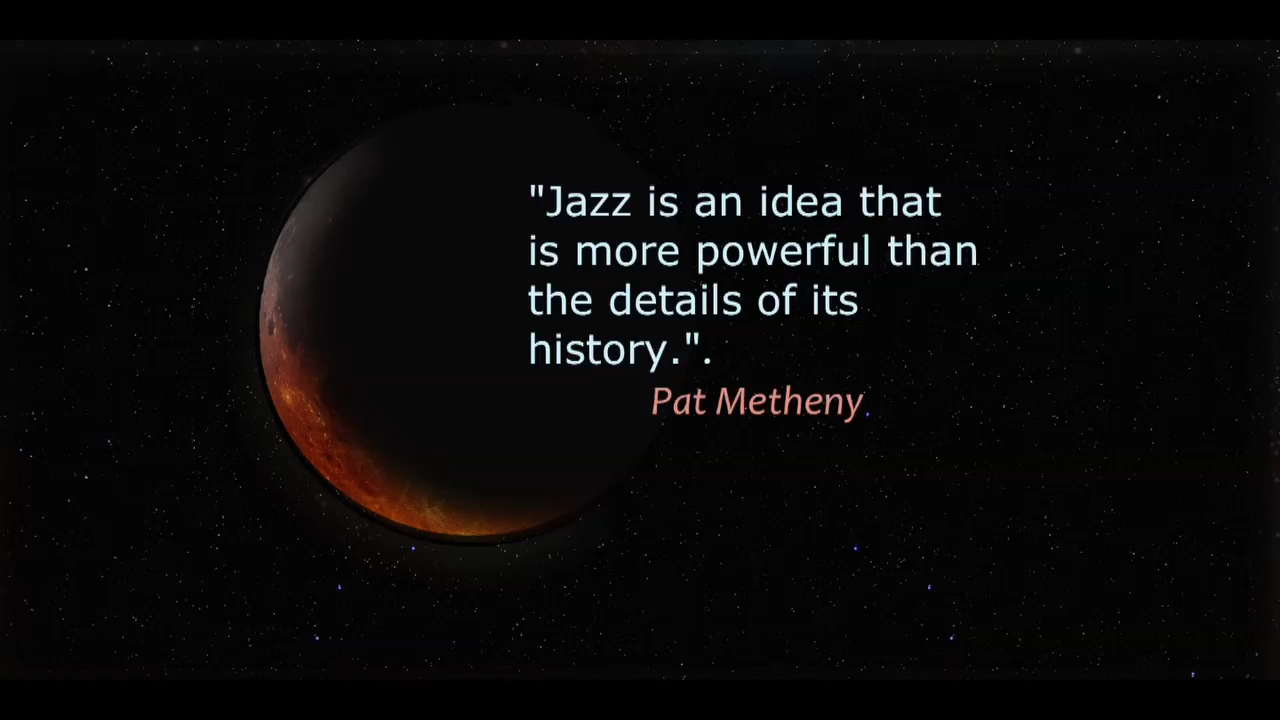 "Jazz is an idea that
is more powerful than
the details of its
history.".
Pat Metheny